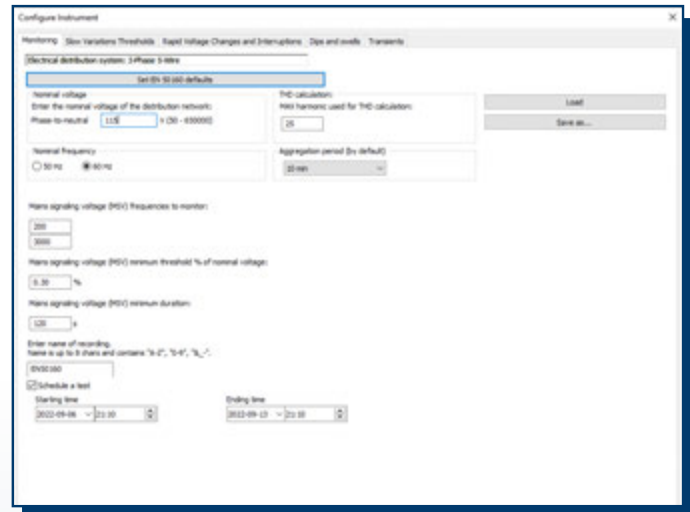 Configure Instrument
Monitoring Slow Variations Thresholds Rapid Voltage Changes and Interruptions Dips and swells Transients
Electrical distribution system: 3-Phase 5-Wire
Set EN 50160 defaults
Nominal voltage
Enter the nominal voltage of the distribution network:
Phase-to-neutral 115 V (50 - 650000)
THD calculation:
MAX harmonic used for THD calculation:
25
Load
Save as...
Nominal frequency
50 Hz 60 Hz
Aggregation period (by default)
10 min
Mains signaling voltage (MSV) frequencies to monitor:
200
3000
Mains signaling voltage (MSV) minimum threshold % of nominal voltage:
0.30 %
Mains signaling voltage (MSV) minimum duration:
120 s
Enter name of recording.
Name is up to 8 chars and contains "A-Z", "0-9", "&_-".
EN50160
Schedule a test
Starting time Ending time
2022-09-06 21:10 2022-09-13 21:10